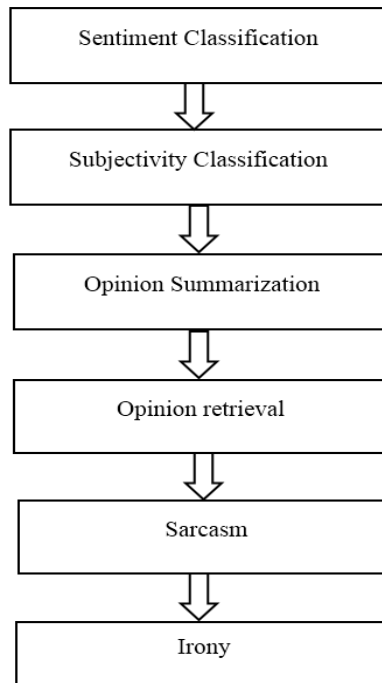 Sentiment Classification
Subjectivity Classification
Opinion Summarization
Opinion retrieval
Sarcasm
Irony